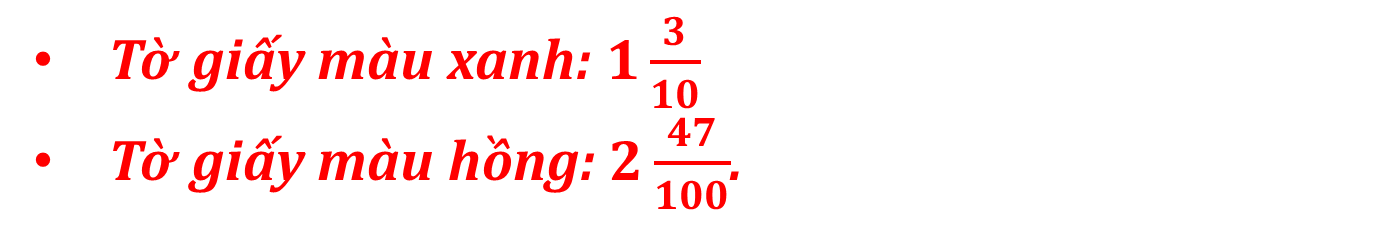 • Tờ giấy màu xanh: 1 3/10
• Tờ giấy màu hồng: 2 47/100.